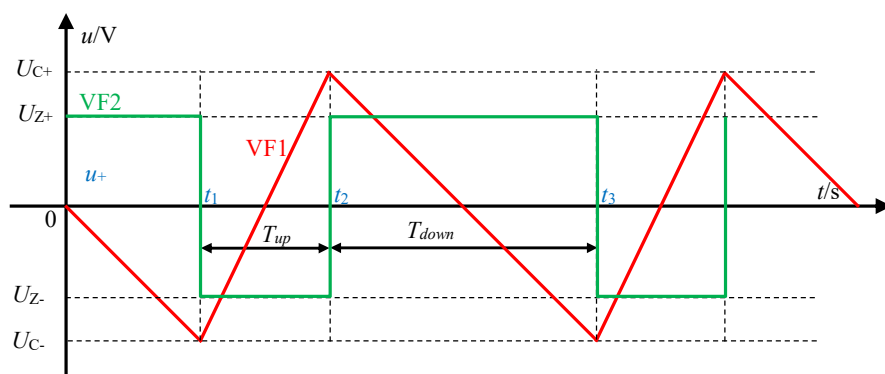 u/V
UC+
VF2
UZ+
VF1
u+
t1
t2
t3
t/s
0
Tup
Tdown
UZ-
UC-